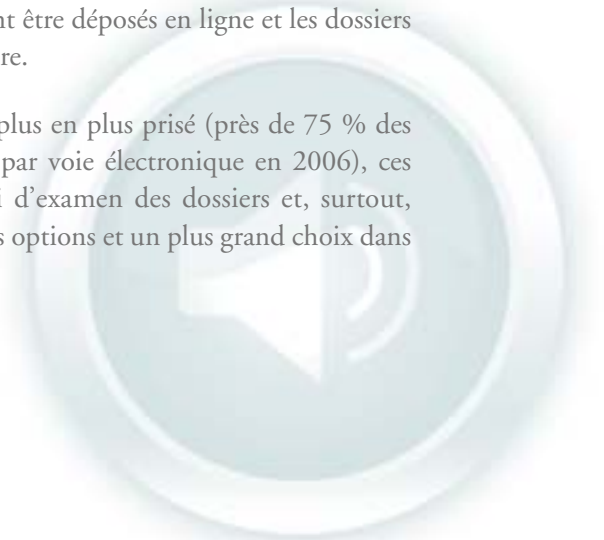 nt être déposés en ligne et les dossiers
re.
plus en plus prisé (près de 75 % des
par voie électronique en 2006), ces
i d'examen des dossiers et, surtout,
s options et un plus grand choix dans